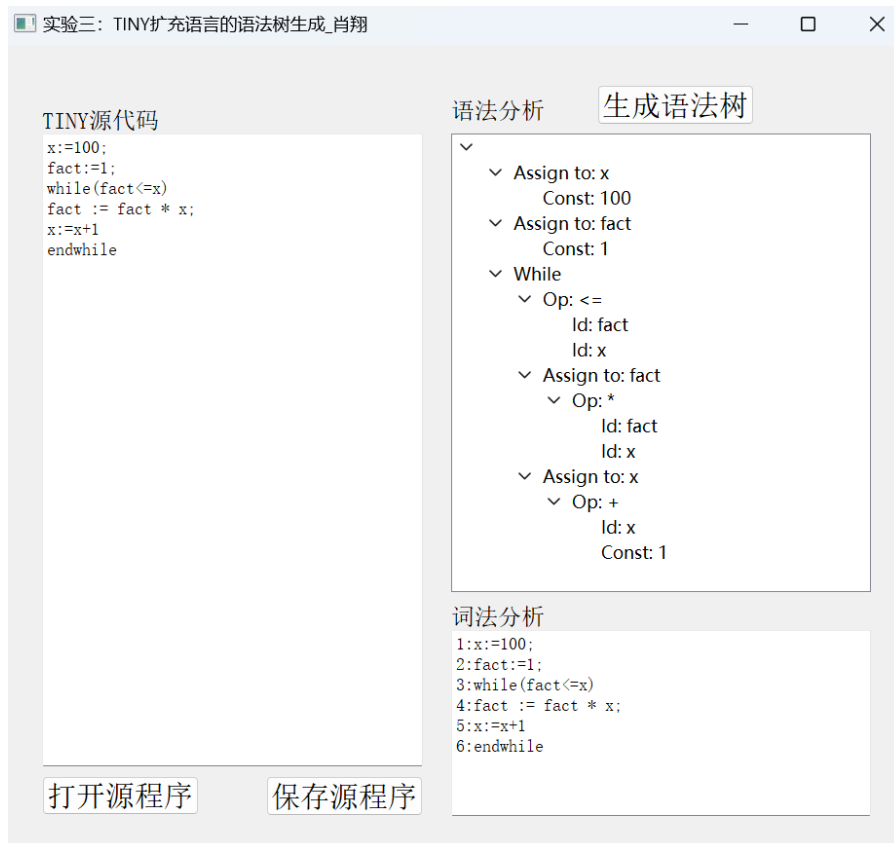 实验三：TINY扩充语言的语法树生成_肖翔
TINY源代码
x:=100;
fact:=1;
while(fact<=x)
fact := fact * x;
x:=x+1
endwhile
打开源程序
保存源程序
语法分析
生成语法树
Assign to: x
Const: 100
Assign to: fact
Const: 1
While
Op: <=
Id: fact
Id: x
Assign to: fact
Op: *
Id: fact
Id: x
Assign to: x
Op: +
Id: x
Const: 1
词法分析
1:x:=100;
2:fact:=1;
3:while(fact<=x)
4:fact := fact * x;
5:x:=x+1
6:endwhile